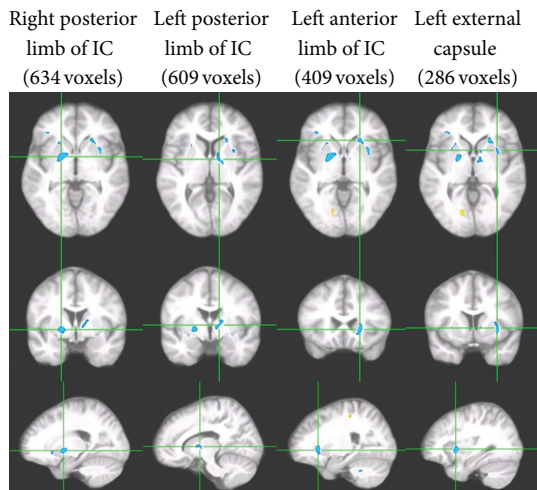 Right posterior
limb of IC
(634 voxels)
Left posterior
limb of IC
(609 voxels)
Left anterior
limb of IC
(409 voxels)
Left external
capsule
(286 voxels)